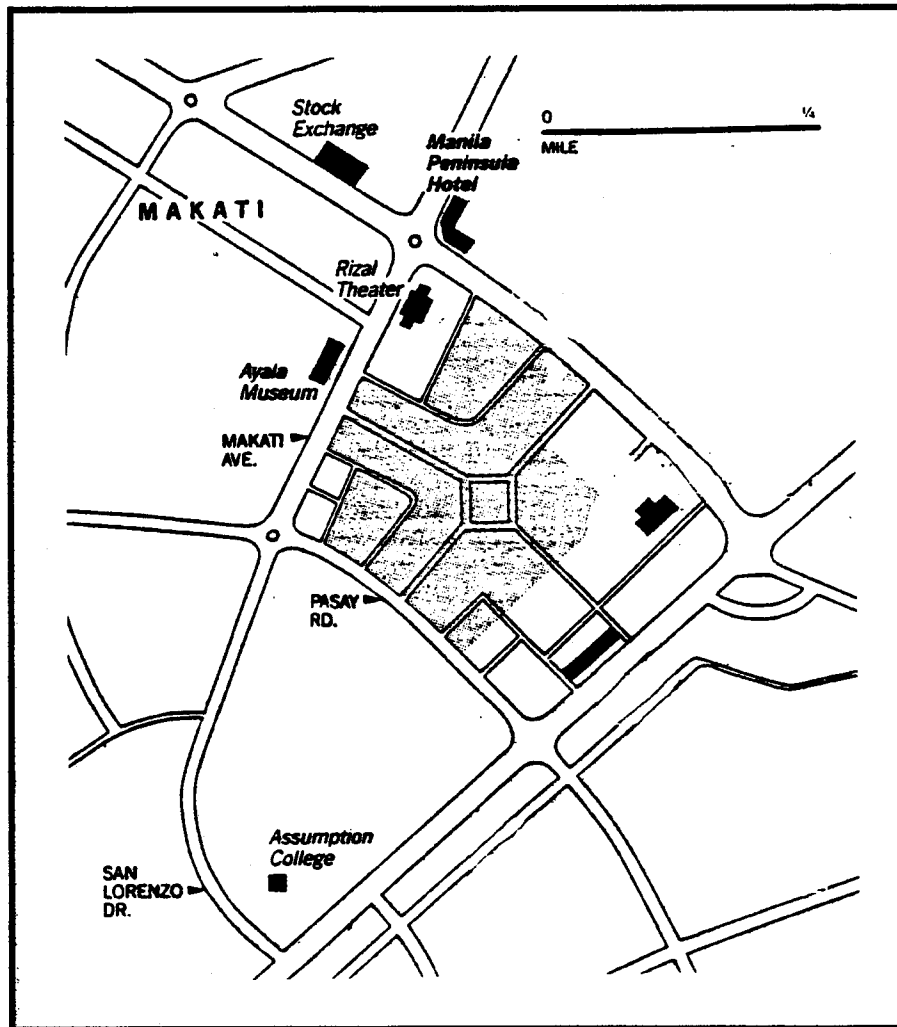 Stock
Exchange
0 ¼
MILE
Manila
Peninsula
Hotel
MAKATI
Rizal
Theater
Ayala
Museum
MAKATI
AVE.
PASAY
RD.
Assumption
College
SAN
LORENZO
DR.